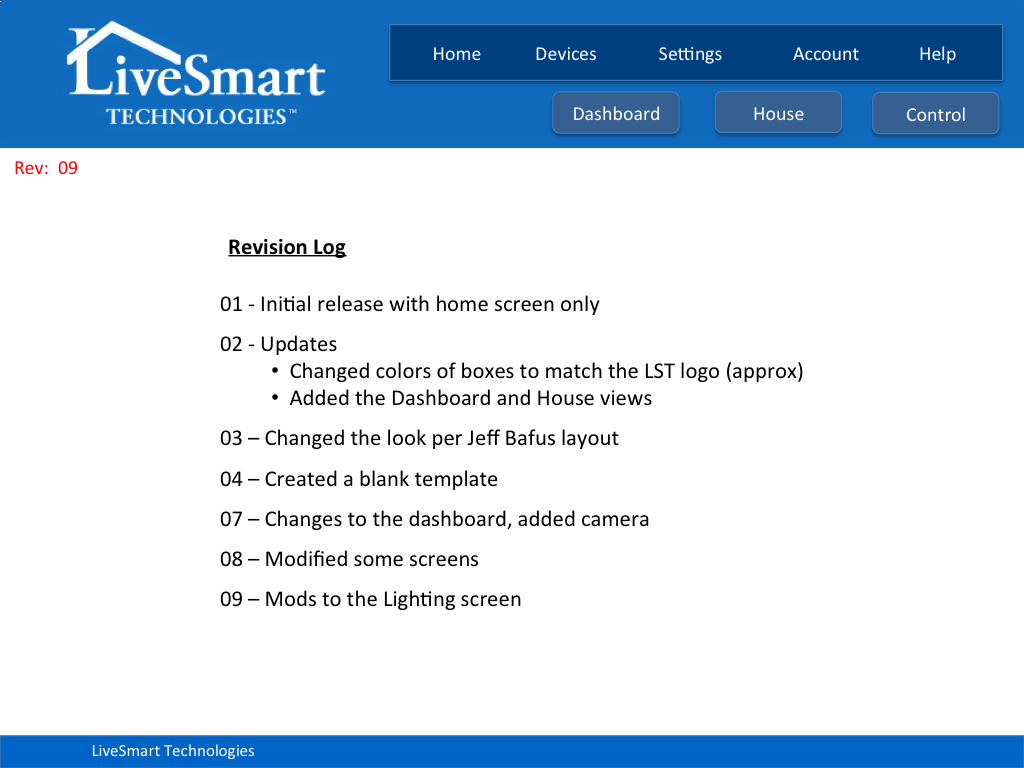 LiveSmart
TECHNOLOGIES™
Home Devices Settings Account Help
Dashboard House Control
Rev: 09
Revision Log
01 - Initial release with home screen only
02 - Updates
• Changed colors of boxes to match the LST logo (approx)
• Added the Dashboard and House views
03 – Changed the look per Jeff Bafus layout
04 – Created a blank template
07 – Changes to the dashboard, added camera
08 – Modified some screens
09 – Mods to the Lighting screen
LiveSmart Technologies